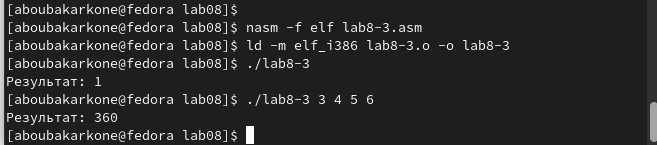 [aboubakarkone@fedora lab08]$
[aboubakarkone@fedora lab08]$ nasm -f elf lab8-3.asm
[aboubakarkone@fedora lab08]$ ld -m elf_i386 lab8-3.o -o lab8-3
[aboubakarkone@fedora lab08]$ ./lab8-3
Результат: 1
[aboubakarkone@fedora lab08]$ ./lab8-3 3 4 5 6
Результат: 360
[aboubakarkone@fedora lab08]$